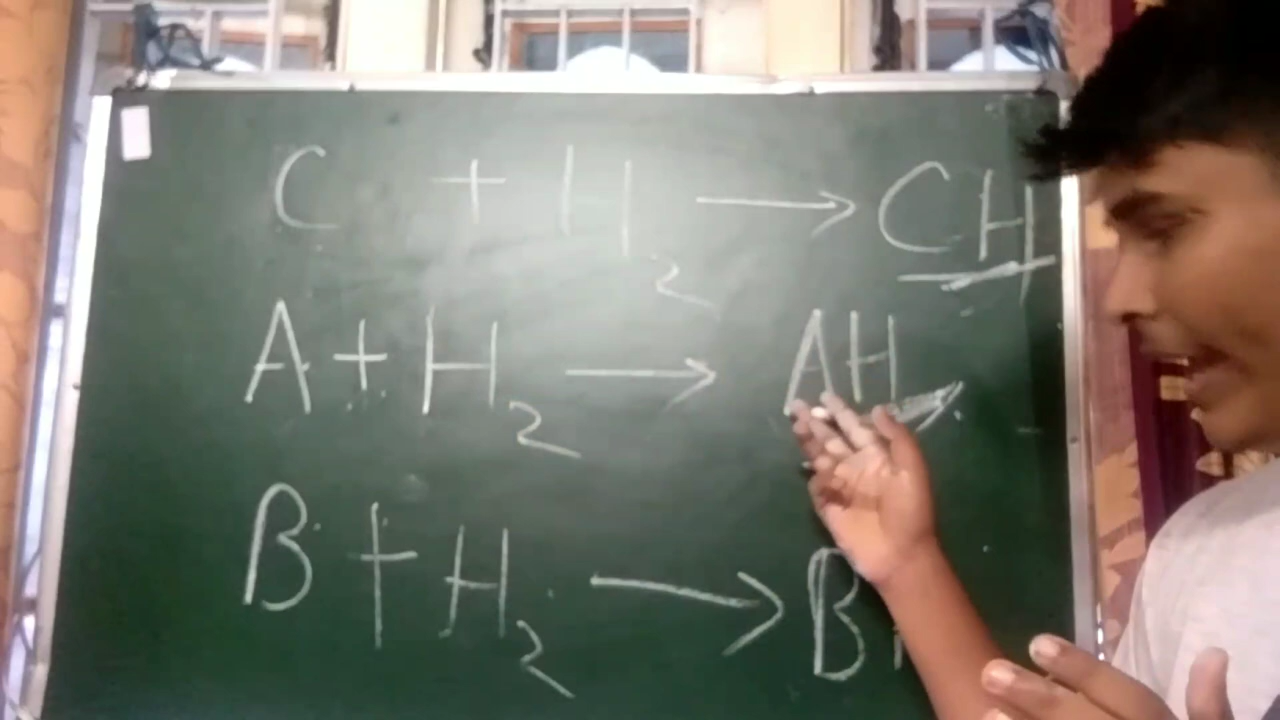 C + H₂ → CH
A + H₂ → AH
B + H₂ → B